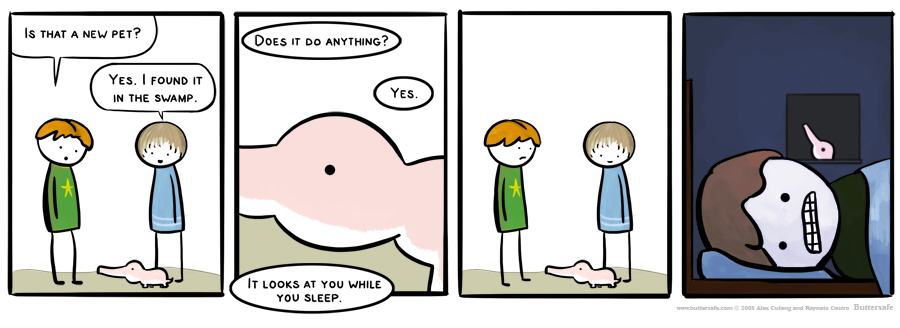 IS THAT A NEW PET?
YES. I FOUND IT
IN THE SWAMP.
DOES IT DO ANYTHING?
YES.
IT LOOKS AT YOU WHILE
YOU SLEEP.
www.buttersafe.com © 2008 Alex Culang and Raynato Castro Buttersafe